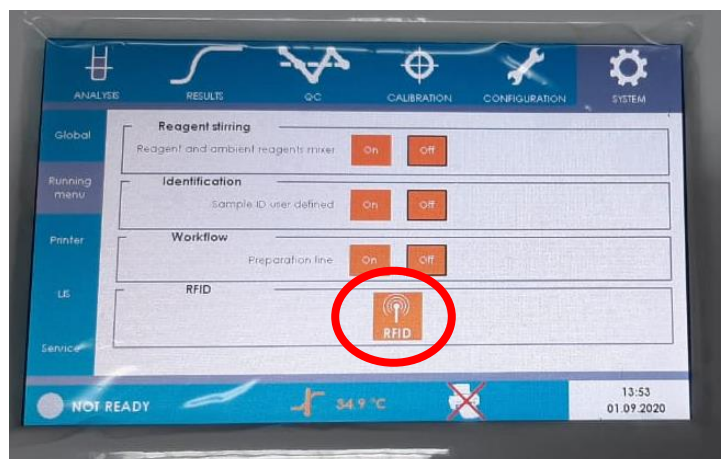 ANALYSIS RESULTS QC CALIBRATION CONFIGURATION SYSTEM
Global
Running
menu
Printer
LIS
Service
Reagent stirring
Reagent and ambient reagents mixer On Off
Identification
Sample ID user defined On Off
Workflow
Preparation line On Off
RFID
RFID
NOT READY 34.9 °C 13:53
01.09.2020